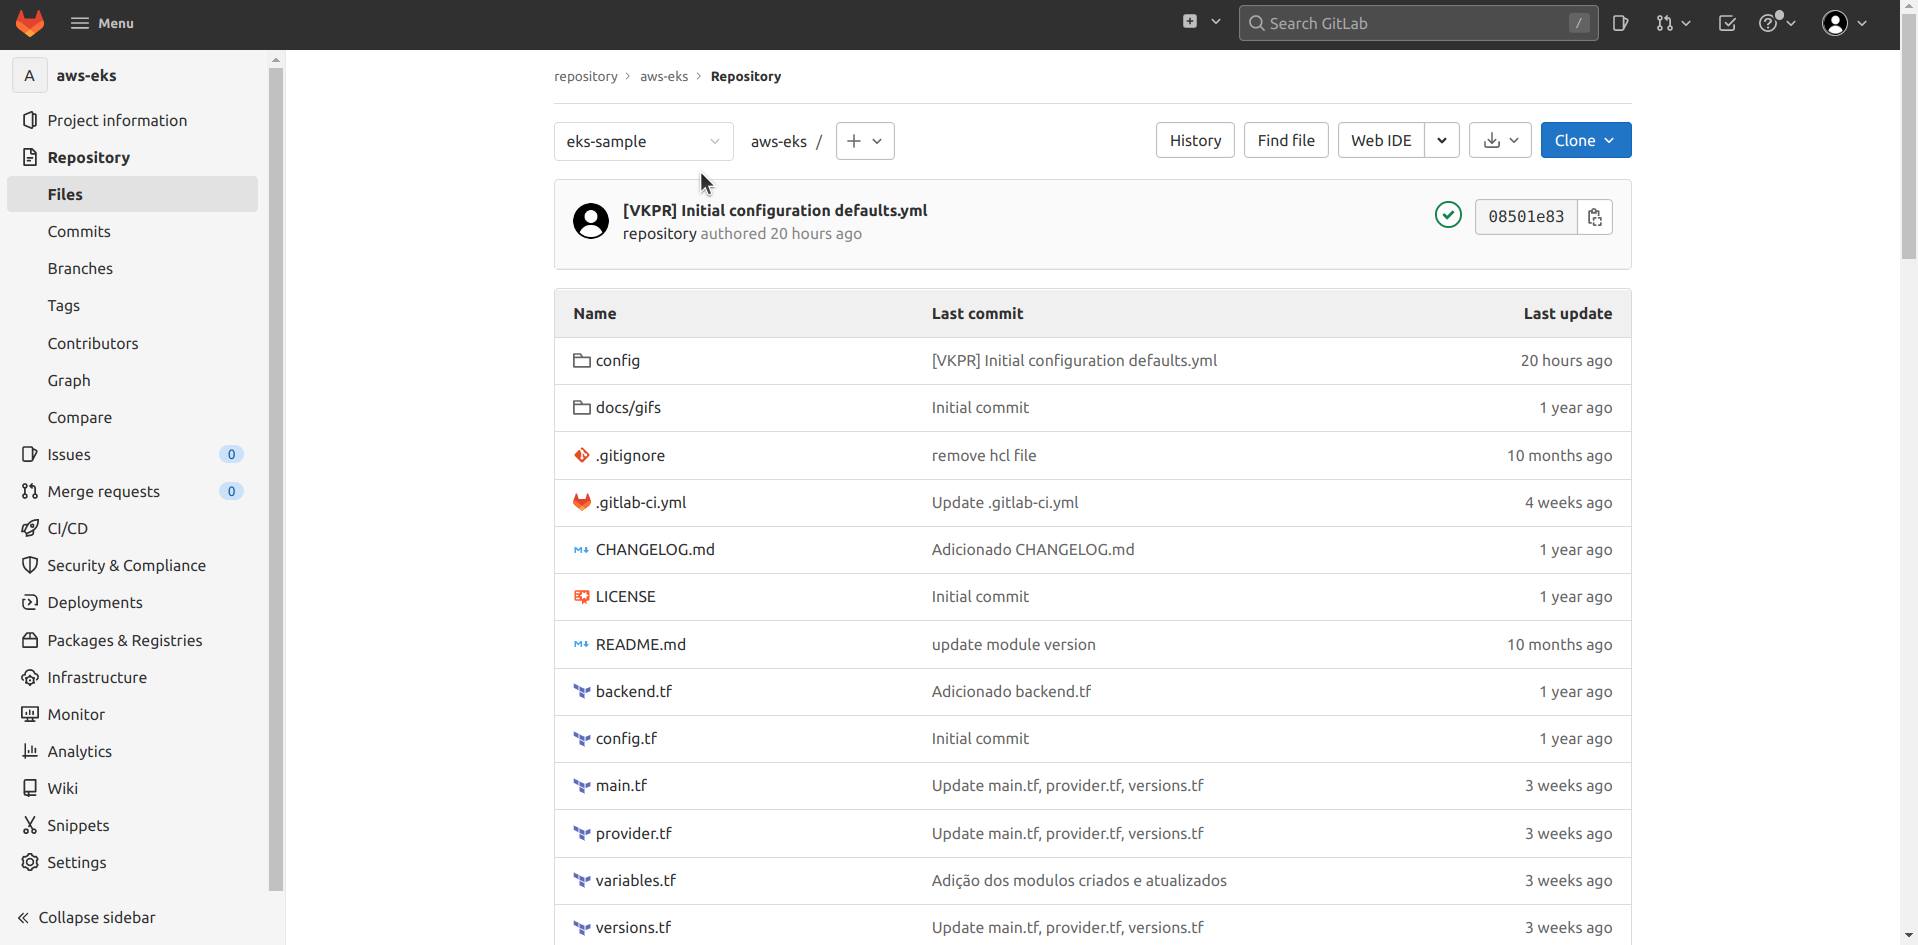 Menu
Search GitLab
/
A
aws-eks
Project information
Repository
Files
Commits
Branches
Tags
Contributors
Graph
Compare
Issues 0
Merge requests 0
CI/CD
Security & Compliance
Deployments
Packages & Registries
Infrastructure
Monitor
Analytics
Wiki
Snippets
Settings
Collapse sidebar
repository > aws-eks > Repository
eks-sample
aws-eks /
History
Find file
Web IDE
Clone
[VKPR] Initial configuration defaults.yml
repository authored 20 hours ago
08501e83
Name Last commit Last update
config [VKPR] Initial configuration defaults.yml 20 hours ago
docs/gifs Initial commit 1 year ago
.gitignore remove hcl file 10 months ago
.gitlab-ci.yml Update .gitlab-ci.yml 4 weeks ago
CHANGELOG.md Adicionado CHANGELOG.md 1 year ago
LICENSE Initial commit 1 year ago
README.md update module version 10 months ago
backend.tf Adicionado backend.tf 1 year ago
config.tf Initial commit 1 year ago
main.tf Update main.tf, provider.tf, versions.tf 3 weeks ago
provider.tf Update main.tf, provider.tf, versions.tf 3 weeks ago
variables.tf Adição dos modulos criados e atualizados 3 weeks ago
versions.tf Update main.tf, provider.tf, versions.tf 3 weeks ago